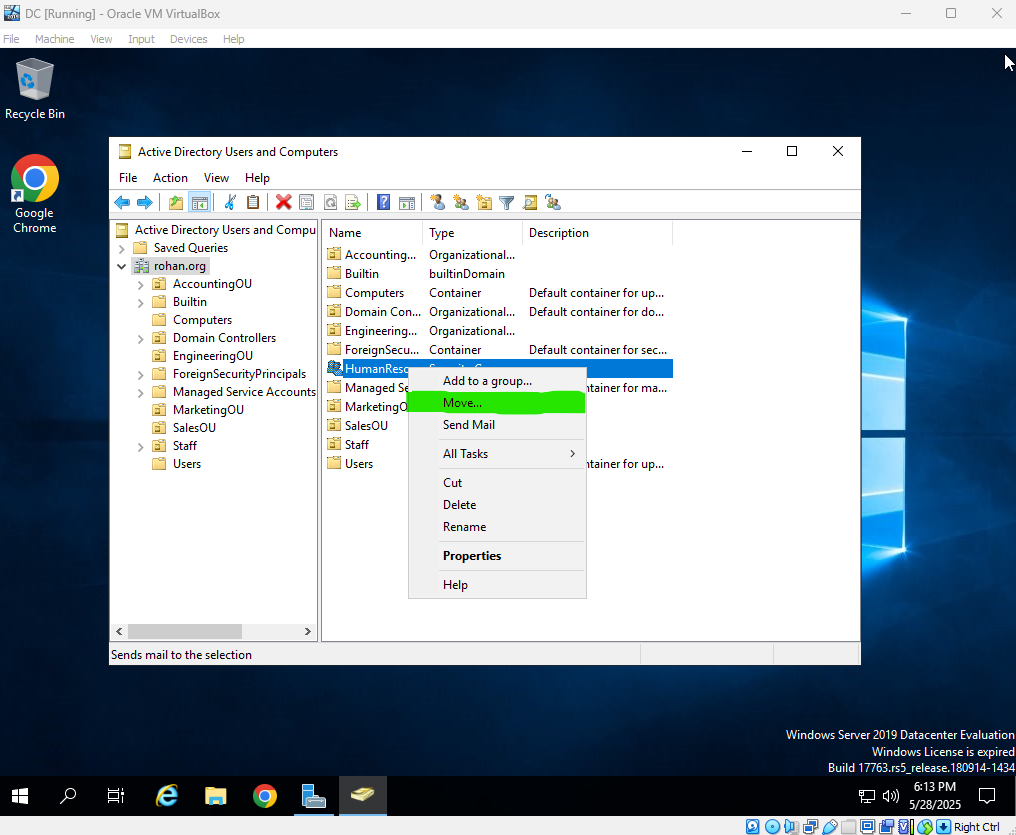 DC [Running] - Oracle VM VirtualBox
File Machine View Input Devices Help
Recycle Bin
Google
Chrome
Active Directory Users and Computers
File Action View Help
Active Directory Users and Compu
Saved Queries
rohan.org
AccountingOU
Builtin
Computers
Domain Controllers
EngineeringOU
ForeignSecurityPrincipals
Managed Service Accounts
MarketingOU
SalesOU
Staff
Users
Name Type Description
Accounting... Organizational...
Builtin builtinDomain
Computers Container Default container for up...
Domain Con... Organizational... Default container for do...
Engineering... Organizational...
ForeignSecu... Container Default container for sec...
HumanReso
Managed Se ntainer for ma...
MarketingO
SalesOU
Staff
Users ntainer for up...
Add to a group...
Move...
Send Mail
All Tasks
Cut
Delete
Rename
Properties
Help
Sends mail to the selection
Windows Server 2019 Datacenter Evaluation
Windows License is expired
Build 17763.rs5_release.180914-1434
6:13 PM
5/28/2025
Right Ctrl